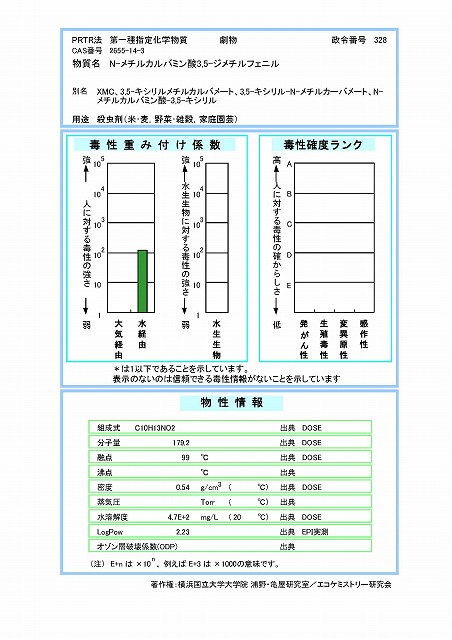 PRTR法 第一種指定化学物質 劇物 政令番号 328
CAS番号 2655-14-3
物質名 N-メチルカルバミン酸3,5-ジメチルフェニル
別名 XMC、3,5-キシリルメチルカルバメート、3,5-キシリル-N-メチルカーバメート、N-
メチルカルバミン酸-3,5-キシリル
用途 殺虫剤(米・麦, 野菜・雑穀, 家庭園芸)
毒性重み付け係数
強 人に対する毒性の強さ 弱
10⁵
10⁴
10³
10²
10
1
大気経由
水経由
強 水生生物に対する毒性の強さ 弱
10⁵
10⁴
10³
10²
10
1
水生生物
毒性確度ランク
高 人に対する毒性の確からしさ 低
A
B
C
D
E
発がん性
生殖毒性
変異原性
感作性
*は1以下であることを示しています。
表示のないのは信頼できる毒性情報がないことを示しています
物性情報
組成式 C10H13NO2 出典 DOSE
分子量 179.2 出典 DOSE
融点 99 ℃ 出典 DOSE
沸点 ℃ 出典
密度 0.54 g/cm³ ( ℃) 出典 DOSE
蒸気圧 Torr ( ℃) 出典
水溶解度 4.7E+2 mg/L (20 ℃) 出典 DOSE
LogPow 2.23 出典 EPI実測
オゾン層破壊係数(ODP) 出典
(注) E+n は ×10ⁿ、例えば E+3 は ×1000の意味です。
著作権:横浜国立大学大学院 浦野・亀屋研究室/エコケミストリー研究会